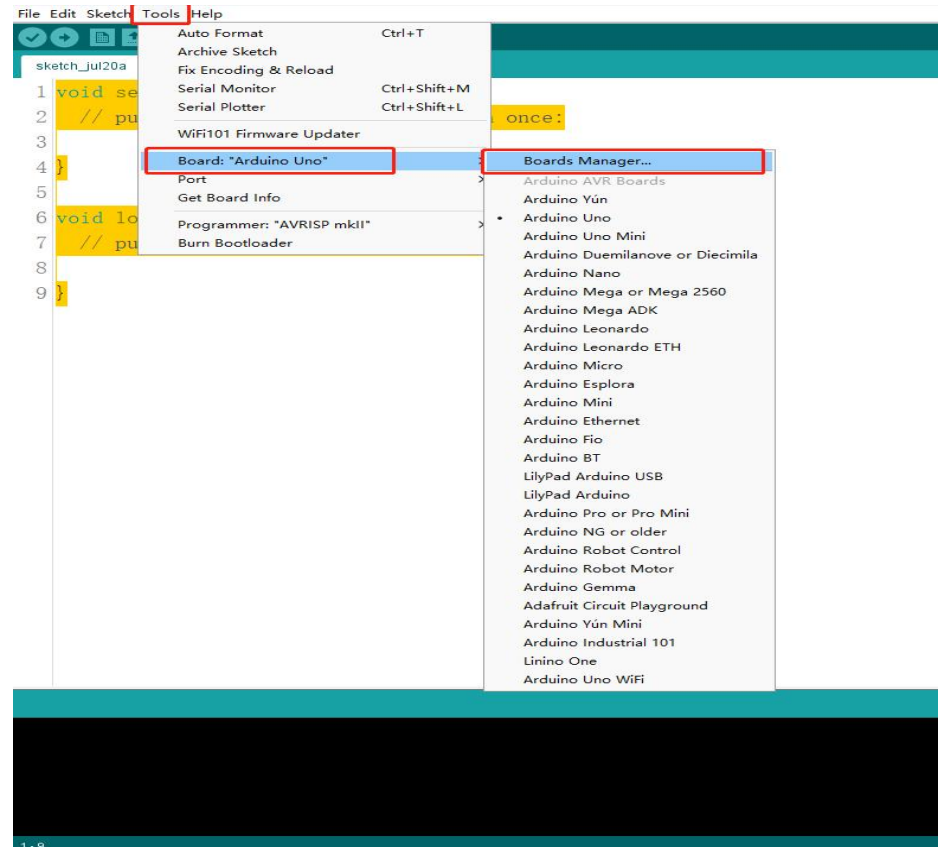 File Edit Sketch Tools Help
sketch_jul20a
Auto Format Ctrl+T
Archive Sketch
Fix Encoding & Reload
Serial Monitor Ctrl+Shift+M
Serial Plotter Ctrl+Shift+L
WiFi101 Firmware Updater
Board: "Arduino Uno"
Port
Get Board Info
Programmer: "AVRISP mkII"
Burn Bootloader
1 void se
2 // pu once:
3
4 }
5
6 void lo
7 // pu
8
9 }
Boards Manager...
Arduino AVR Boards
Arduino Yún
Arduino Uno
Arduino Uno Mini
Arduino Duemilanove or Diecimila
Arduino Nano
Arduino Mega or Mega 2560
Arduino Mega ADK
Arduino Leonardo
Arduino Leonardo ETH
Arduino Micro
Arduino Esplora
Arduino Mini
Arduino Ethernet
Arduino Fio
Arduino BT
LilyPad Arduino USB
LilyPad Arduino
Arduino Pro or Pro Mini
Arduino NG or older
Arduino Robot Control
Arduino Robot Motor
Arduino Gemma
Adafruit Circuit Playground
Arduino Yún Mini
Arduino Industrial 101
Linino One
Arduino Uno WiFi